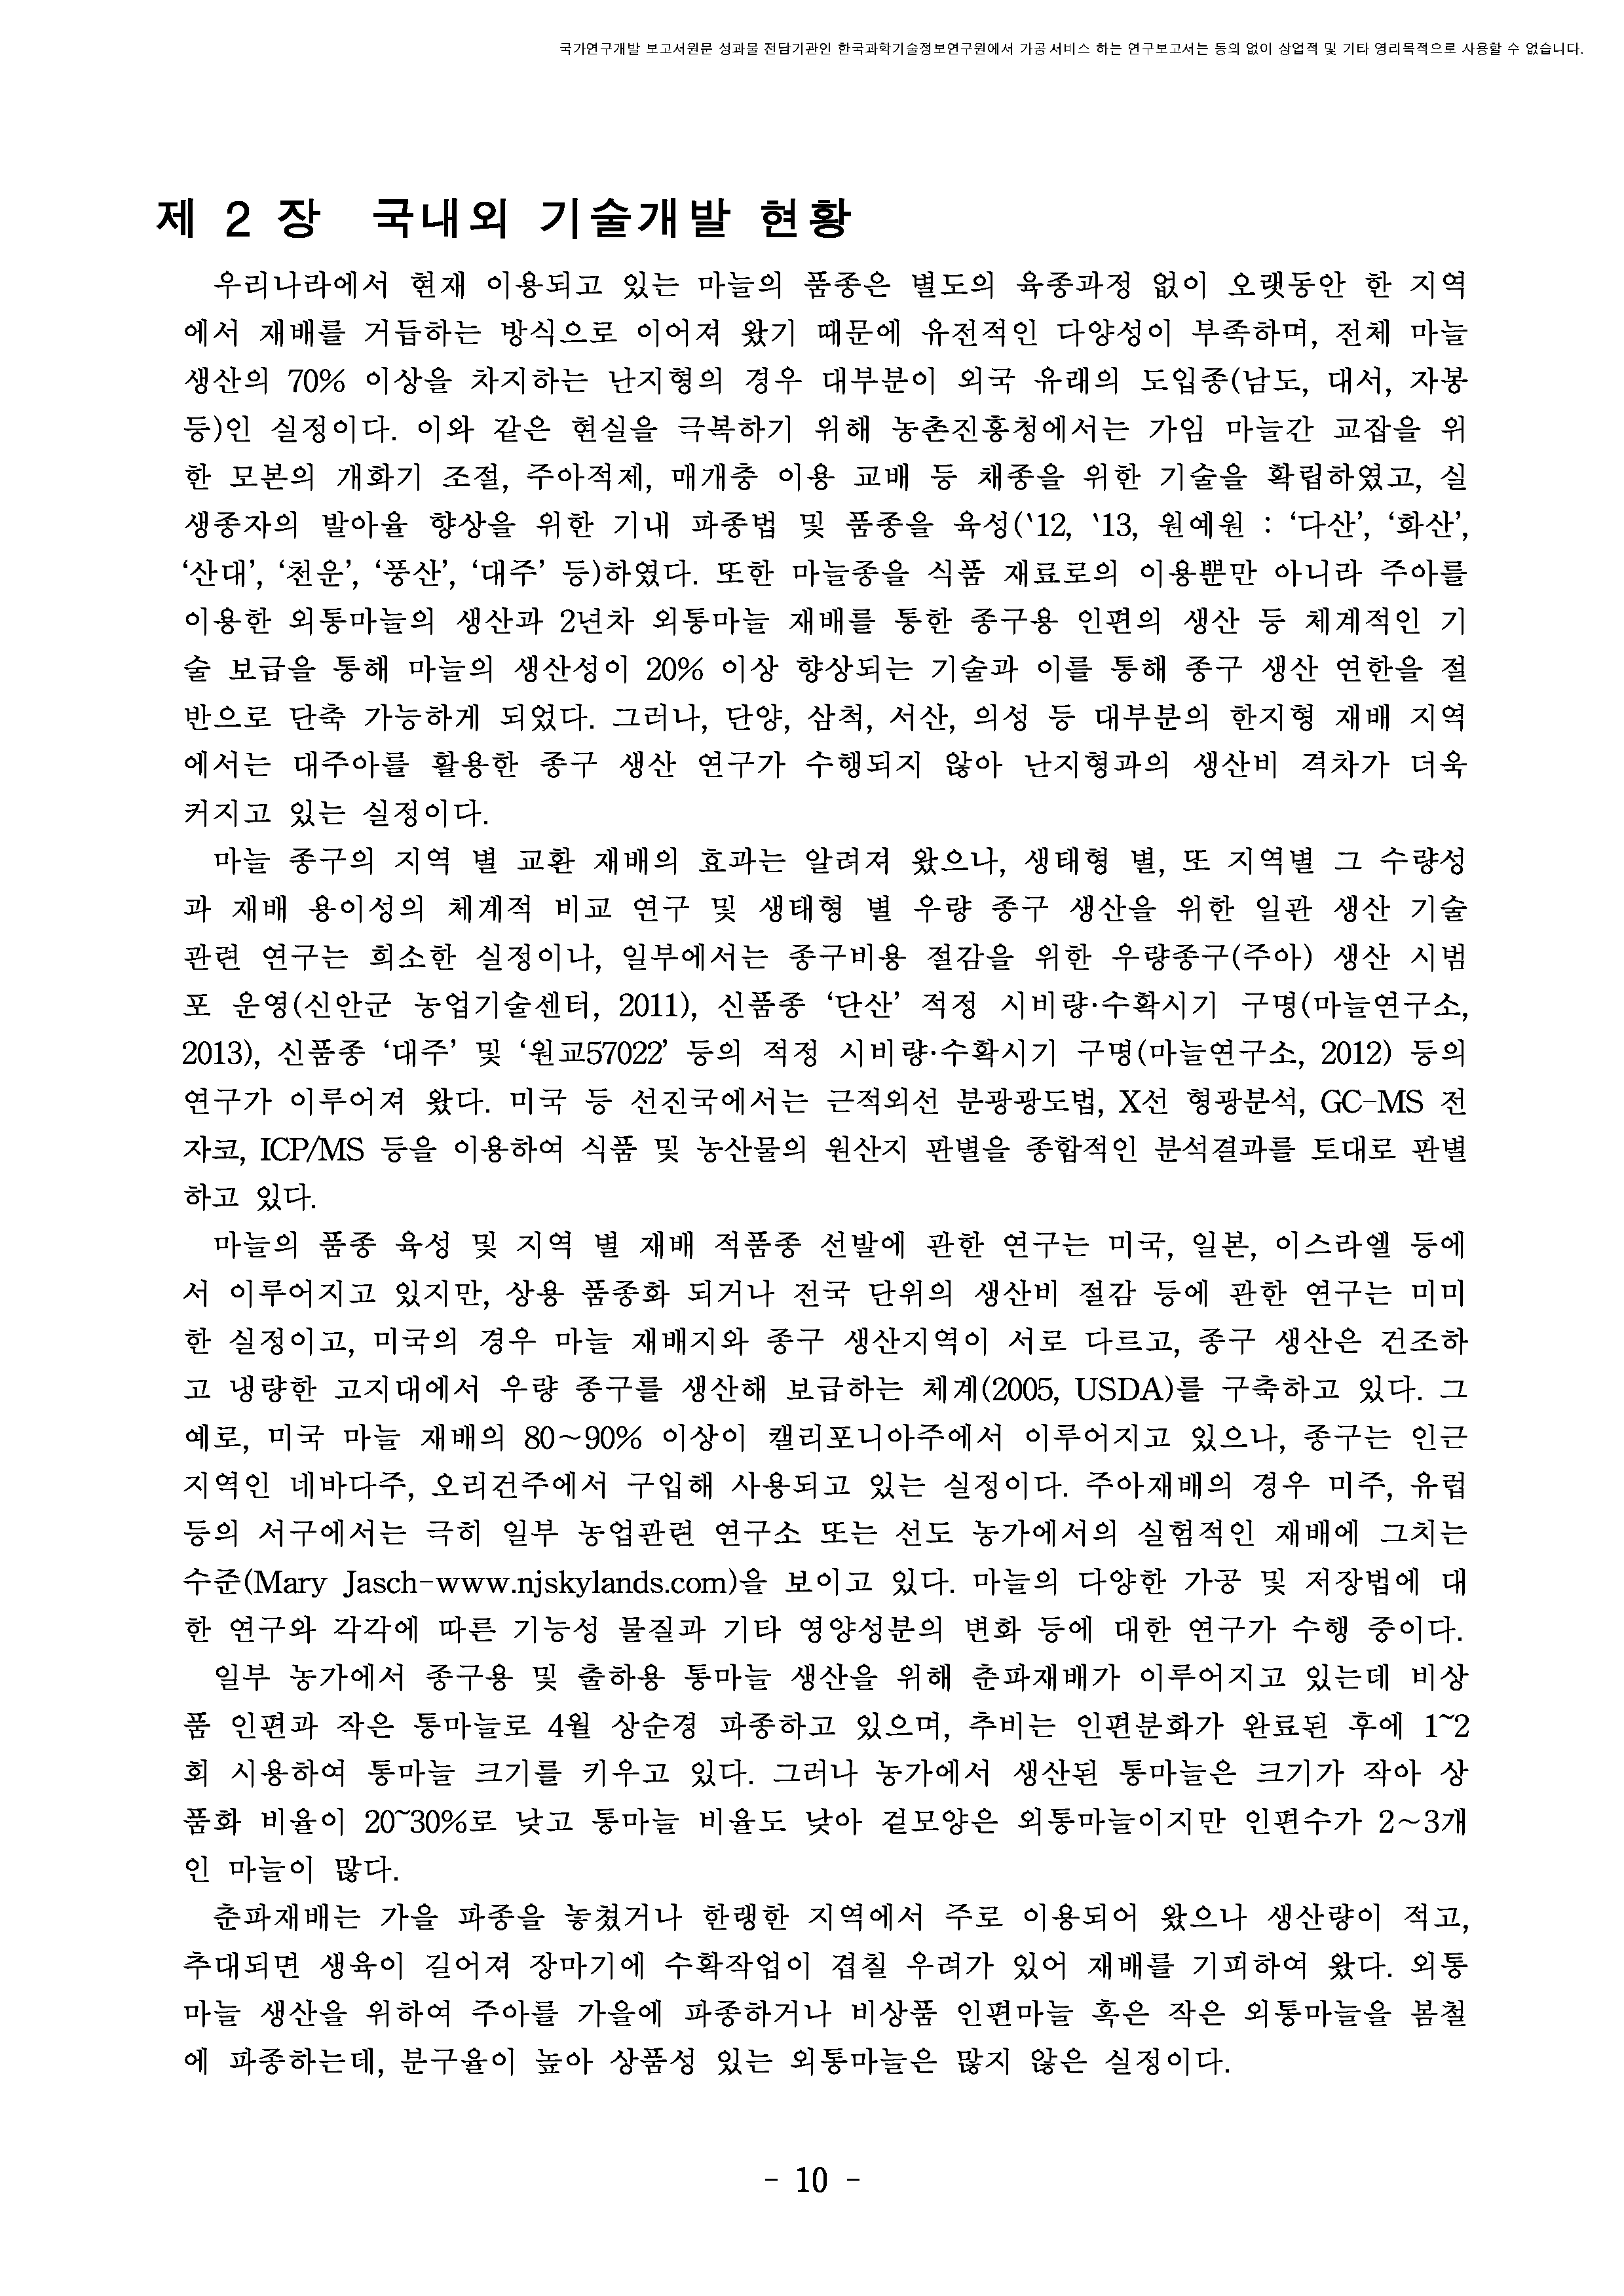 국가연구개발 보고서원문 성과물 전담기관인 한국과학기술정보연구원에서 가공·서비스 하는 연구보고서는 동의 없이 상업적 및 기타 영리목적으로 사용할 수 없습니다.
제 2 장 국내외 기술개발 현황
우리나라에서 현재 이용되고 있는 마늘의 품종은 별도의 육종과정 없이 오랫동안 한 지역
에서 재배를 거듭하는 방식으로 이어져 왔기 때문에 유전적인 다양성이 부족하며, 전체 마늘
생산의 70% 이상을 차지하는 난지형의 경우 대부분이 외국 유래의 도입종(남도, 대서, 자봉
등)인 실정이다. 이와 같은 현실을 극복하기 위해 농촌진흥청에서는 가임 마늘간 교잡을 위
한 모본의 개화기 조절, 주아적제, 매개충 이용 교배 등 채종을 위한 기술을 확립하였고, 실
생종자의 발아율 향상을 위한 기내 파종법 및 품종을 육성(‘12, ‘13, 원예원 : ‘다산’, ‘화산’,
‘산대’, ‘천운’, ‘풍산’, ‘대주’ 등)하였다. 또한 마늘종을 식품 재료로의 이용뿐만 아니라 주아를
이용한 외통마늘의 생산과 2년차 외통마늘 재배를 통한 종구용 인편의 생산 등 체계적인 기
술 보급을 통해 마늘의 생산성이 20% 이상 향상되는 기술과 이를 통해 종구 생산 연한을 절
반으로 단축 가능하게 되었다. 그러나, 단양, 삼척, 서산, 의성 등 대부분의 한지형 재배 지역
에서는 대주아를 활용한 종구 생산 연구가 수행되지 않아 난지형과의 생산비 격차가 더욱
커지고 있는 실정이다.
마늘 종구의 지역 별 교환 재배의 효과는 알려져 왔으나, 생태형 별, 또 지역별 그 수량성
과 재배 용이성의 체계적 비교 연구 및 생태형 별 우량 종구 생산을 위한 일관 생산 기술
관련 연구는 희소한 실정이나, 일부에서는 종구비용 절감을 위한 우량종구(주아) 생산 시범
포 운영(신안군 농업기술센터, 2011), 신품종 ‘단산’ 적정 시비량·수확시기 구명(마늘연구소,
2013), 신품종 ‘대주’ 및 ‘원교57022’ 등의 적정 시비량·수확시기 구명(마늘연구소, 2012) 등의
연구가 이루어져 왔다. 미국 등 선진국에서는 근적외선 분광광도법, X선 형광분석, GC-MS 전
자코, ICP/MS 등을 이용하여 식품 및 농산물의 원산지 판별을 종합적인 분석결과를 토대로 판별
하고 있다.
마늘의 품종 육성 및 지역 별 재배 적품종 선발에 관한 연구는 미국, 일본, 이스라엘 등에
서 이루어지고 있지만, 상용 품종화 되거나 전국 단위의 생산비 절감 등에 관한 연구는 미미
한 실정이고, 미국의 경우 마늘 재배지와 종구 생산지역이 서로 다르고, 종구 생산은 건조하
고 냉량한 고지대에서 우량 종구를 생산해 보급하는 체계(2005, USDA)를 구축하고 있다. 그
예로, 미국 마늘 재배의 80∼90% 이상이 캘리포니아주에서 이루어지고 있으나, 종구는 인근
지역인 네바다주, 오리건주에서 구입해 사용되고 있는 실정이다. 주아재배의 경우 미주, 유럽
등의 서구에서는 극히 일부 농업관련 연구소 또는 선도 농가에서의 실험적인 재배에 그치는
수준(Mary Jasch-www.njskylands.com)을 보이고 있다. 마늘의 다양한 가공 및 저장법에 대
한 연구와 각각에 따른 기능성 물질과 기타 영양성분의 변화 등에 대한 연구가 수행 중이다.
일부 농가에서 종구용 및 출하용 통마늘 생산을 위해 춘파재배가 이루어지고 있는데 비상
품 인편과 작은 통마늘로 4월 상순경 파종하고 있으며, 추비는 인편분화가 완료된 후에 1~2
회 시용하여 통마늘 크기를 키우고 있다. 그러나 농가에서 생산된 통마늘은 크기가 작아 상
품화 비율이 20~30%로 낮고 통마늘 비율도 낮아 겉모양은 외통마늘이지만 인편수가 2∼3개
인 마늘이 많다.
춘파재배는 가을 파종을 놓쳤거나 한랭한 지역에서 주로 이용되어 왔으나 생산량이 적고,
추대되면 생육이 길어져 장마기에 수확작업이 겹칠 우려가 있어 재배를 기피하여 왔다. 외통
마늘 생산을 위하여 주아를 가을에 파종하거나 비상품 인편마늘 혹은 작은 외통마늘을 봄철
에 파종하는데, 분구율이 높아 상품성 있는 외통마늘은 많지 않은 실정이다.
- 10 -